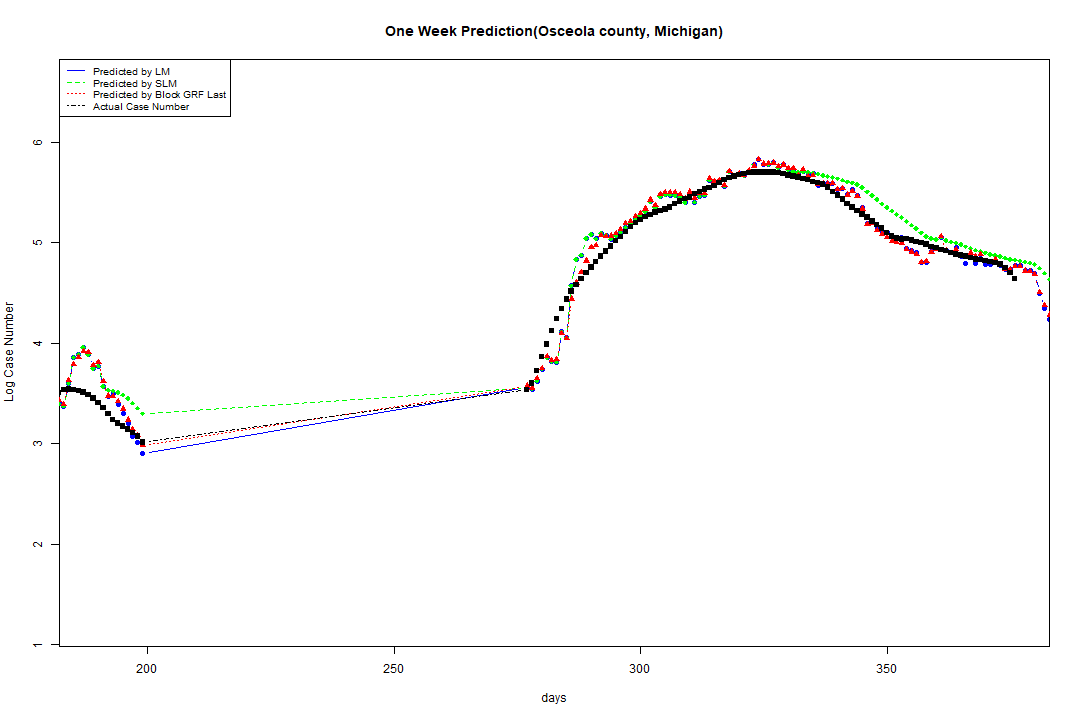 One Week Prediction(Osceola county, Michigan)
Predicted by LM
Predicted by SLM
Predicted by Block GRF Last
Actual Case Number
Log Case Number
6
5
4
3
2
1
200
250
300
350
days